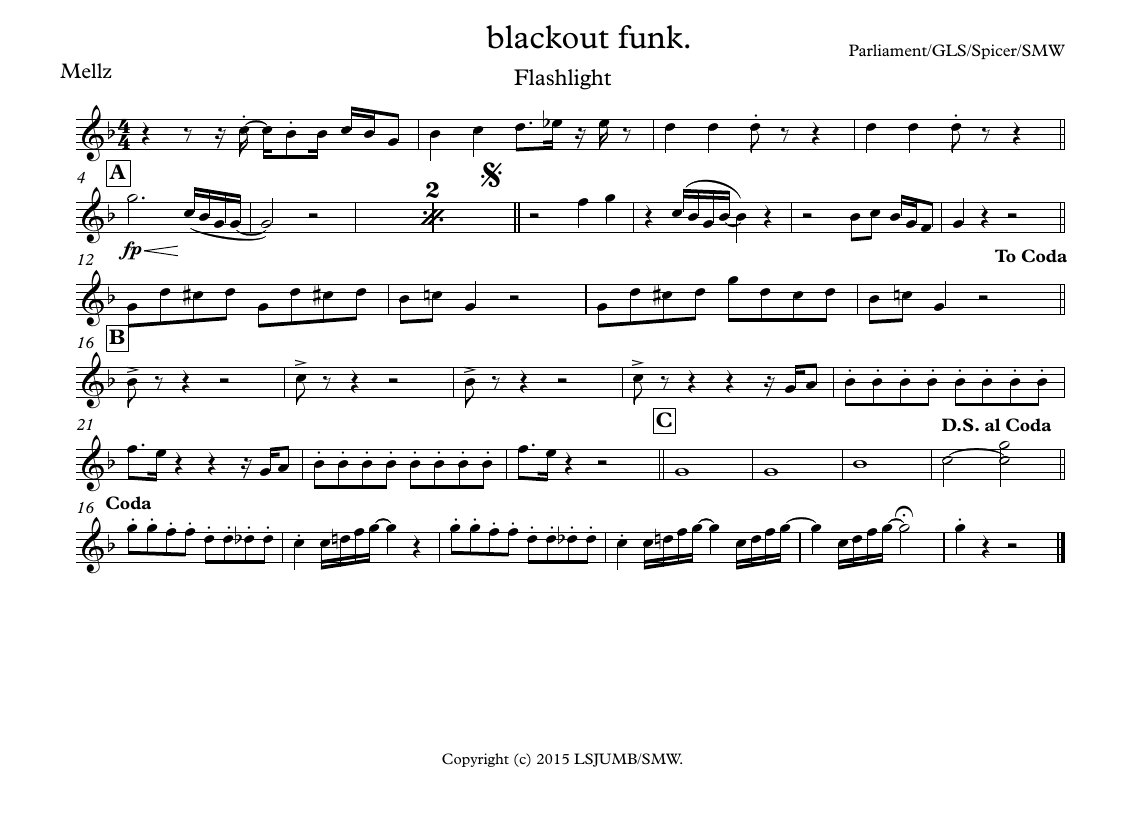 blackout funk.
Parliament/GLS/Spicer/SMW
Mellz
Flashlight
4
4
4
A
2
fp
12
To Coda
16
B
21
C
D.S. al Coda
16
Coda
Copyright (c) 2015 LSJUMB/SMW.